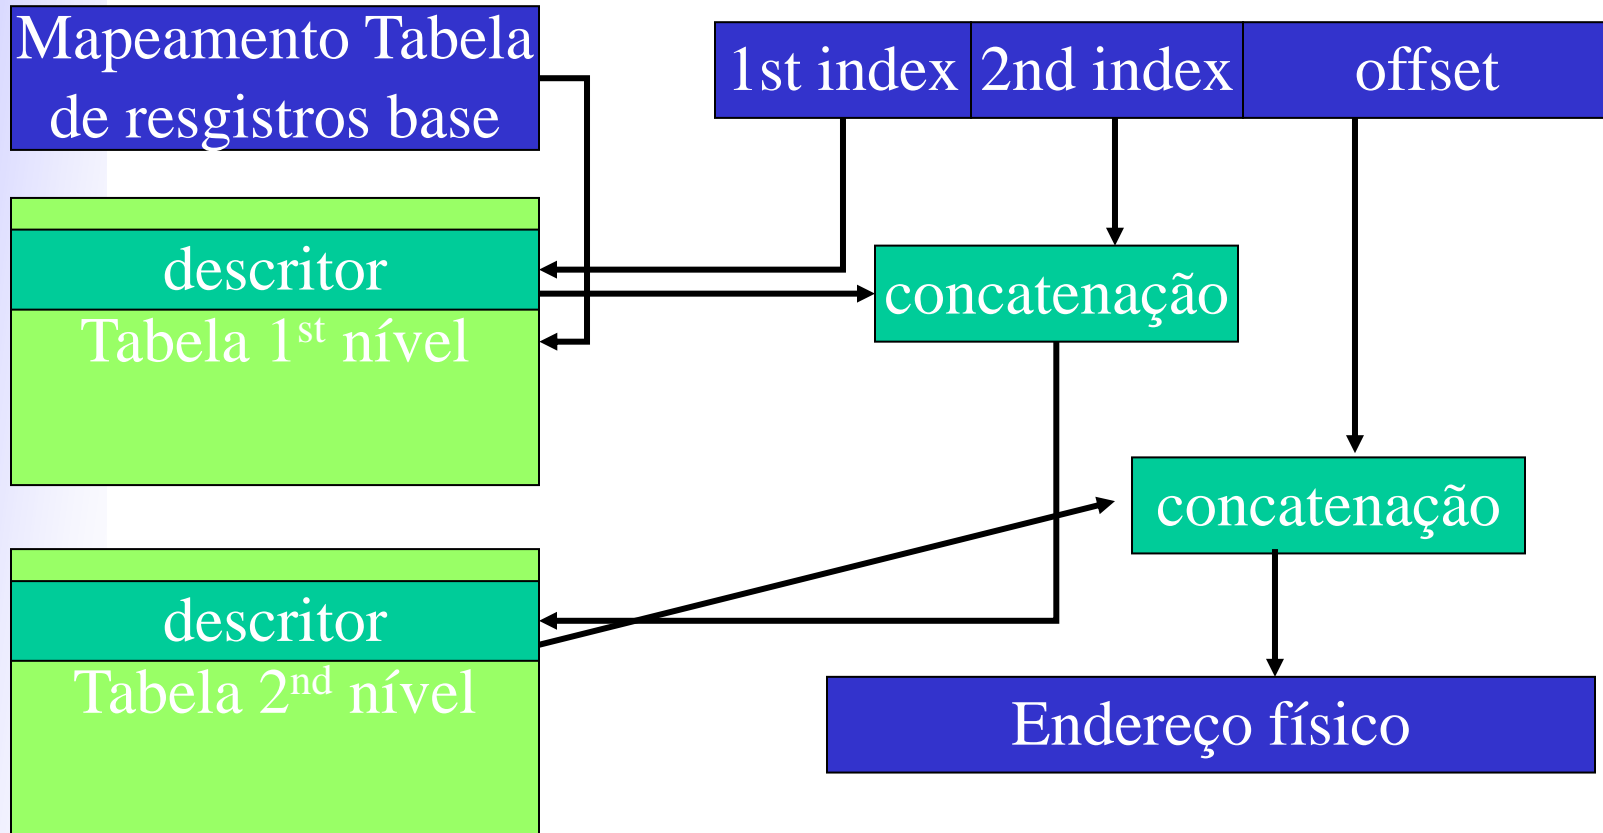 Mapeamento Tabela
de resgistros base
1st index 2nd index offset
descritor
Tabela 1st nível
concatenação
concatenação
descritor
Tabela 2nd nível
Endereço físico